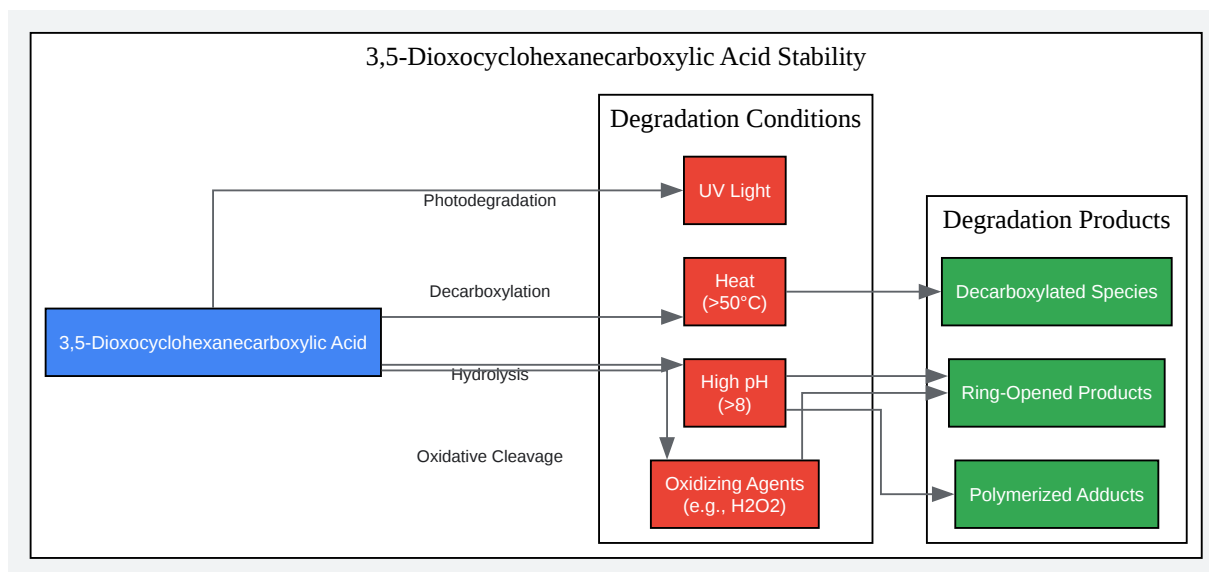 3,5-Dioxocyclohexanecarboxylic Acid Stability
Degradation Conditions
UV Light
Photodegradation
Degradation Products
Heat
(>50°C)
Decarboxylation
Decarboxylated Species
3,5-Dioxocyclohexanecarboxylic Acid
Hydrolysis
High pH
(>8)
Ring-Opened Products
Oxidative Cleavage
Oxidizing Agents
(e.g., H2O2)
Polymerized Adducts